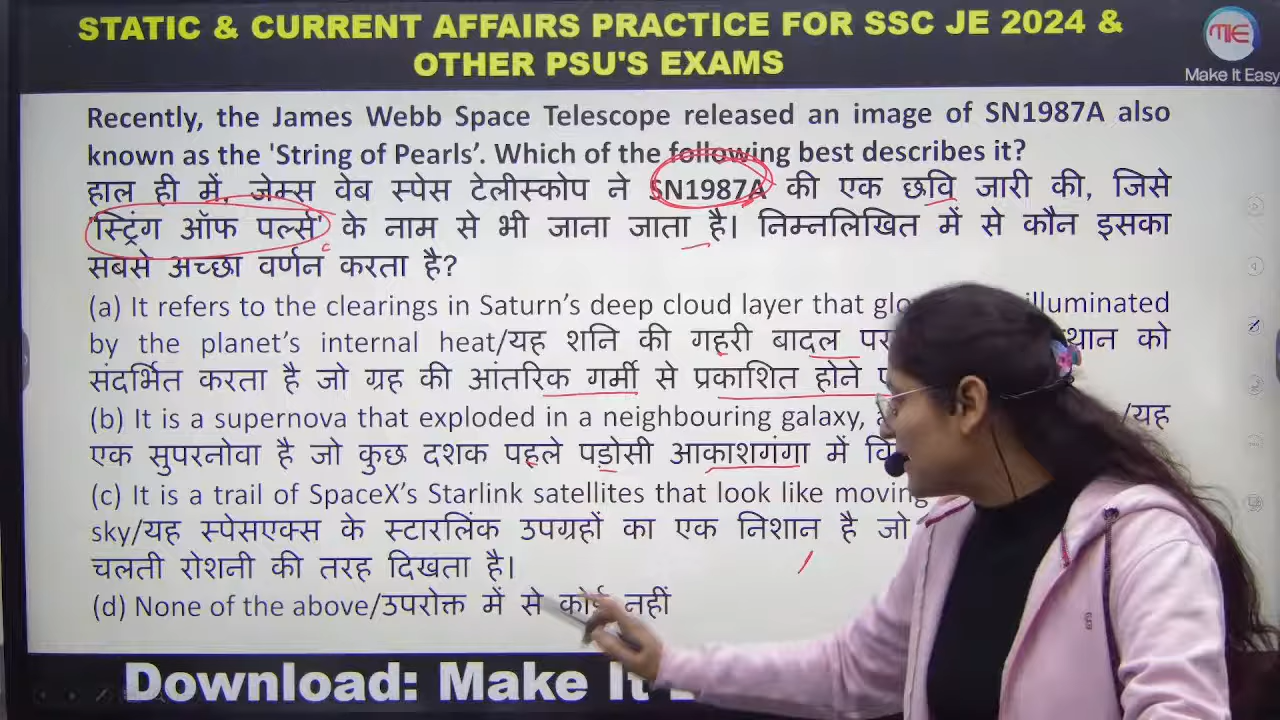 STATIC & CURRENT AFFAIRS PRACTICE FOR SSC JE 2024 &
OTHER PSU'S EXAMS
Make It Easy
Recently, the James Webb Space Telescope released an image of SN1987A also
known as the 'String of Pearls’. Which of the following best describes it?
हाल ही में, जेम्स वेब स्पेस टेलीस्कोप ने SN1987A की एक छवि जारी की, जिसे
'स्ट्रिंग ऑफ पर्ल्स' के नाम से भी जाना जाता है। निम्नलिखित में से कौन इसका
सबसे अच्छा वर्णन करता है?
(a) It refers to the clearings in Saturn’s deep cloud layer that illuminated
by the planet’s internal heat/यह शनि की गहरी बादल को
संदर्भित करता है जो ग्रह की आंतरिक गर्मी से प्रकाशित होने
(b) It is a supernova that exploded in a neighbouring galaxy, /यह
एक सुपरनोवा है जो कुछ दशक पहले पड़ोसी आकाशगंगा में
(c) It is a trail of SpaceX’s Starlink satellites that look like moving
sky/यह स्पेसएक्स के स्टारलिंक उपग्रहों का एक निशान है जो
चलती रोशनी की तरह दिखता है।
(d) None of the above/उपरोक्त में से कोई नहीं
Download: Make It